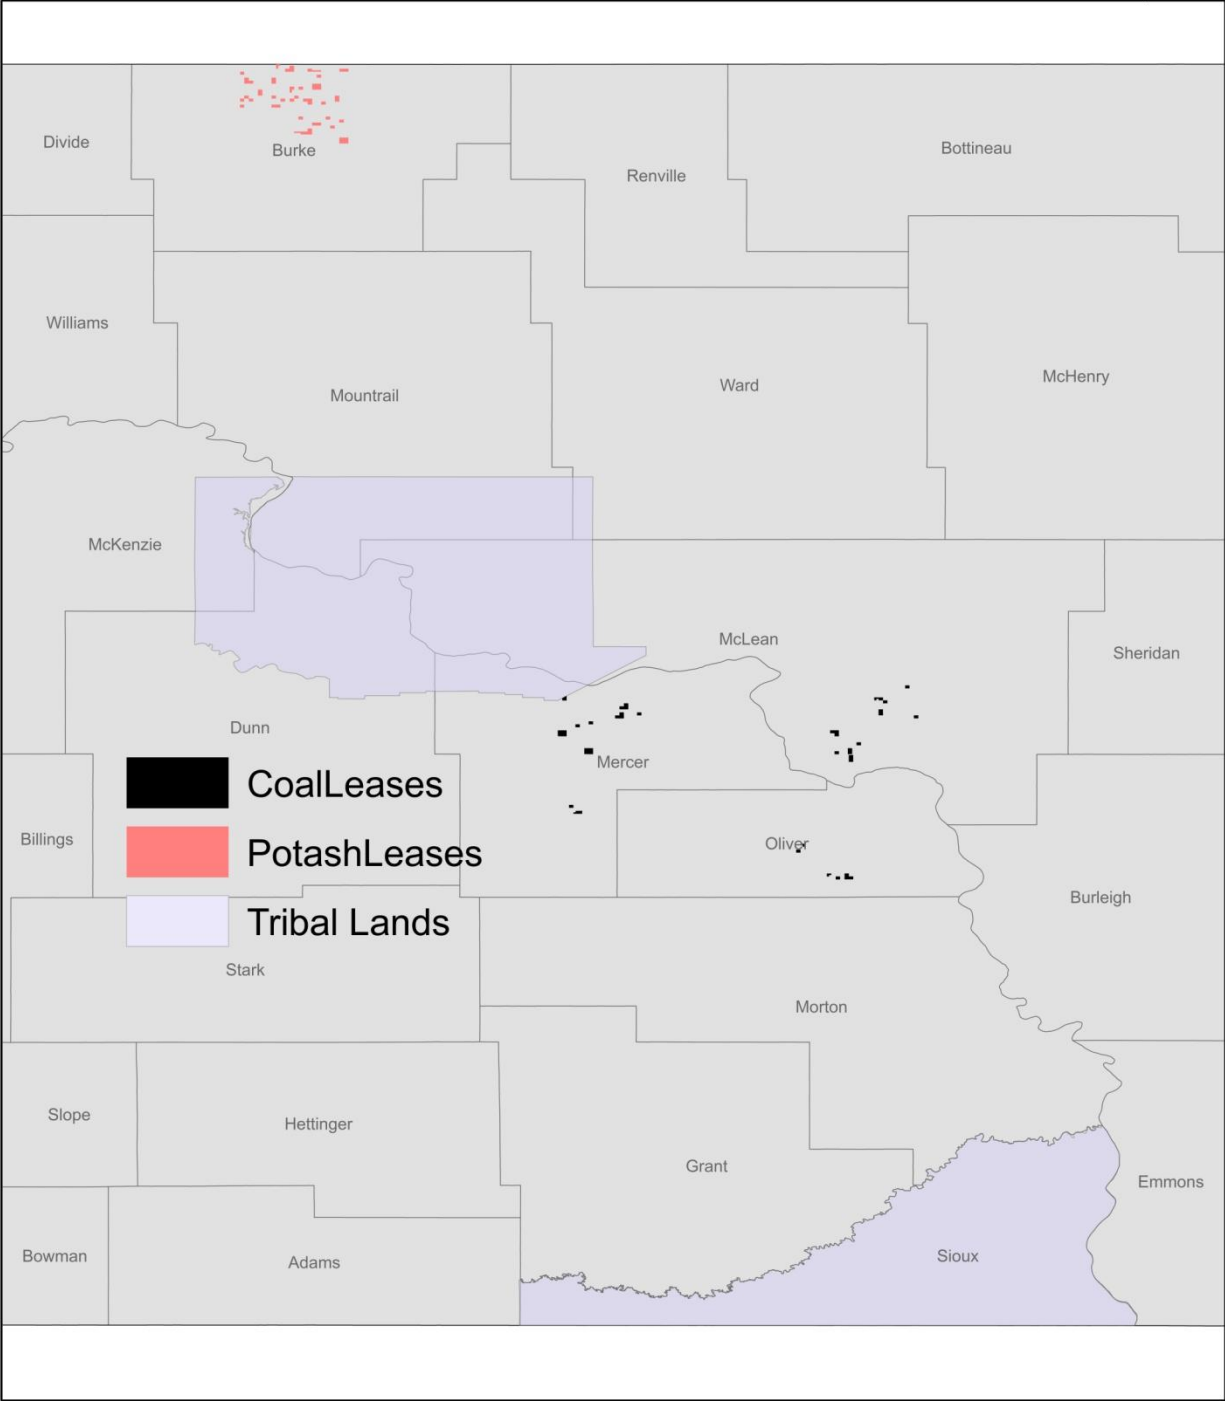 Divide
Burke
Renville
Bottineau
Williams
Mountrail
Ward
McHenry
McKenzie
McLean
Sheridan
Dunn
Mercer
CoalLeases
Billings
Oliver
PotashLeases
Burleigh
Tribal Lands
Stark
Morton
Slope
Hettinger
Grant
Emmons
Bowman
Adams
Sioux